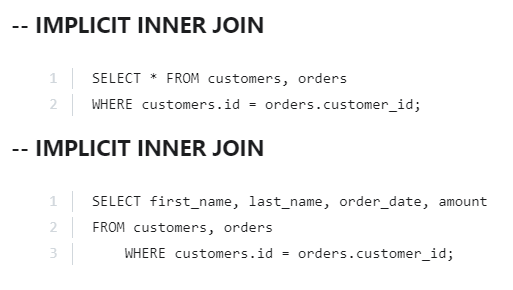 -- IMPLICIT INNER JOIN
1 SELECT * FROM customers, orders
2 WHERE customers.id = orders.customer_id;
-- IMPLICIT INNER JOIN
1 SELECT first_name, last_name, order_date, amount
2 FROM customers, orders
3 WHERE customers.id = orders.customer_id;